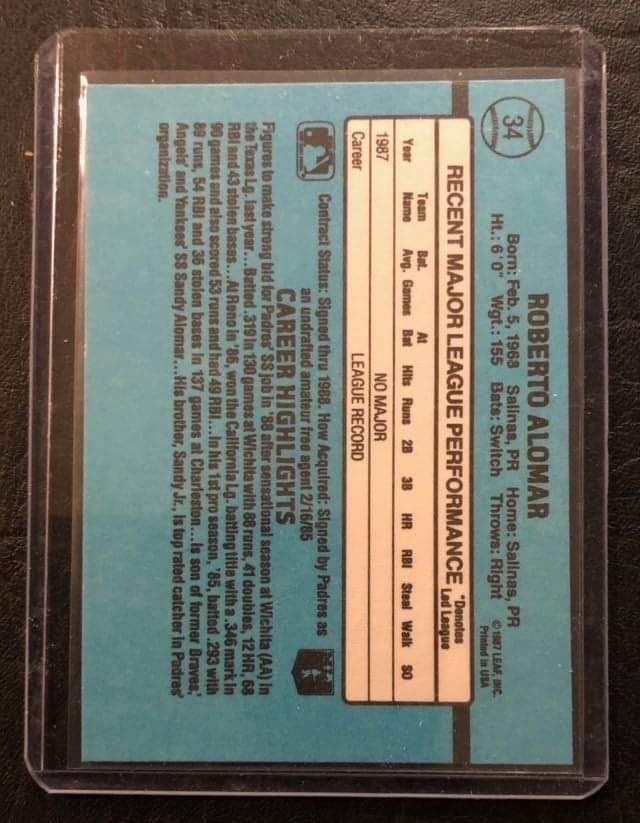 34
ROBERTO ALOMAR
Born: Feb. 5, 1968 Salinas, PR Home: Salinas, PR
Ht.: 6' 0" Wgt.: 155 Bats: Switch Throws: Right
©1987 LEAF, INC.
Printed in USA
RECENT MAJOR LEAGUE PERFORMANCE
*Denotes
Led League
Year Team Name Bat. Avg. Games At Bat Hits Runs 2B 3B HR RBI Steal Walk SO
1987 NO MAJOR
Career LEAGUE RECORD
Contract Status: Signed thru 1988. How Acquired: Signed by Padres as
an undrafted amateur free agent 2/16/85
CAREER HIGHLIGHTS
Figures to make strong bid for Padres' SS job in '88 after sensational season at Wichita (AA) in
the Texas Lg. last year...Batted .319 in 130 games at Wichita with 88 runs, 41 doubles, 12 HR, 68
RBI and 43 stolen bases...At Reno in '86, won the California Lg. batting title with a .346 mark in
90 games and also scored 53 runs and had 49 RBI...In his 1st pro season, '85, batted .293 with
89 runs, 54 RBI and 36 stolen bases in 137 games at Charleston...Is son of former Braves,'
Angels' and Yankees' SS Sandy Alomar...His brother, Sandy Jr., is top rated catcher in Padres'
organization.